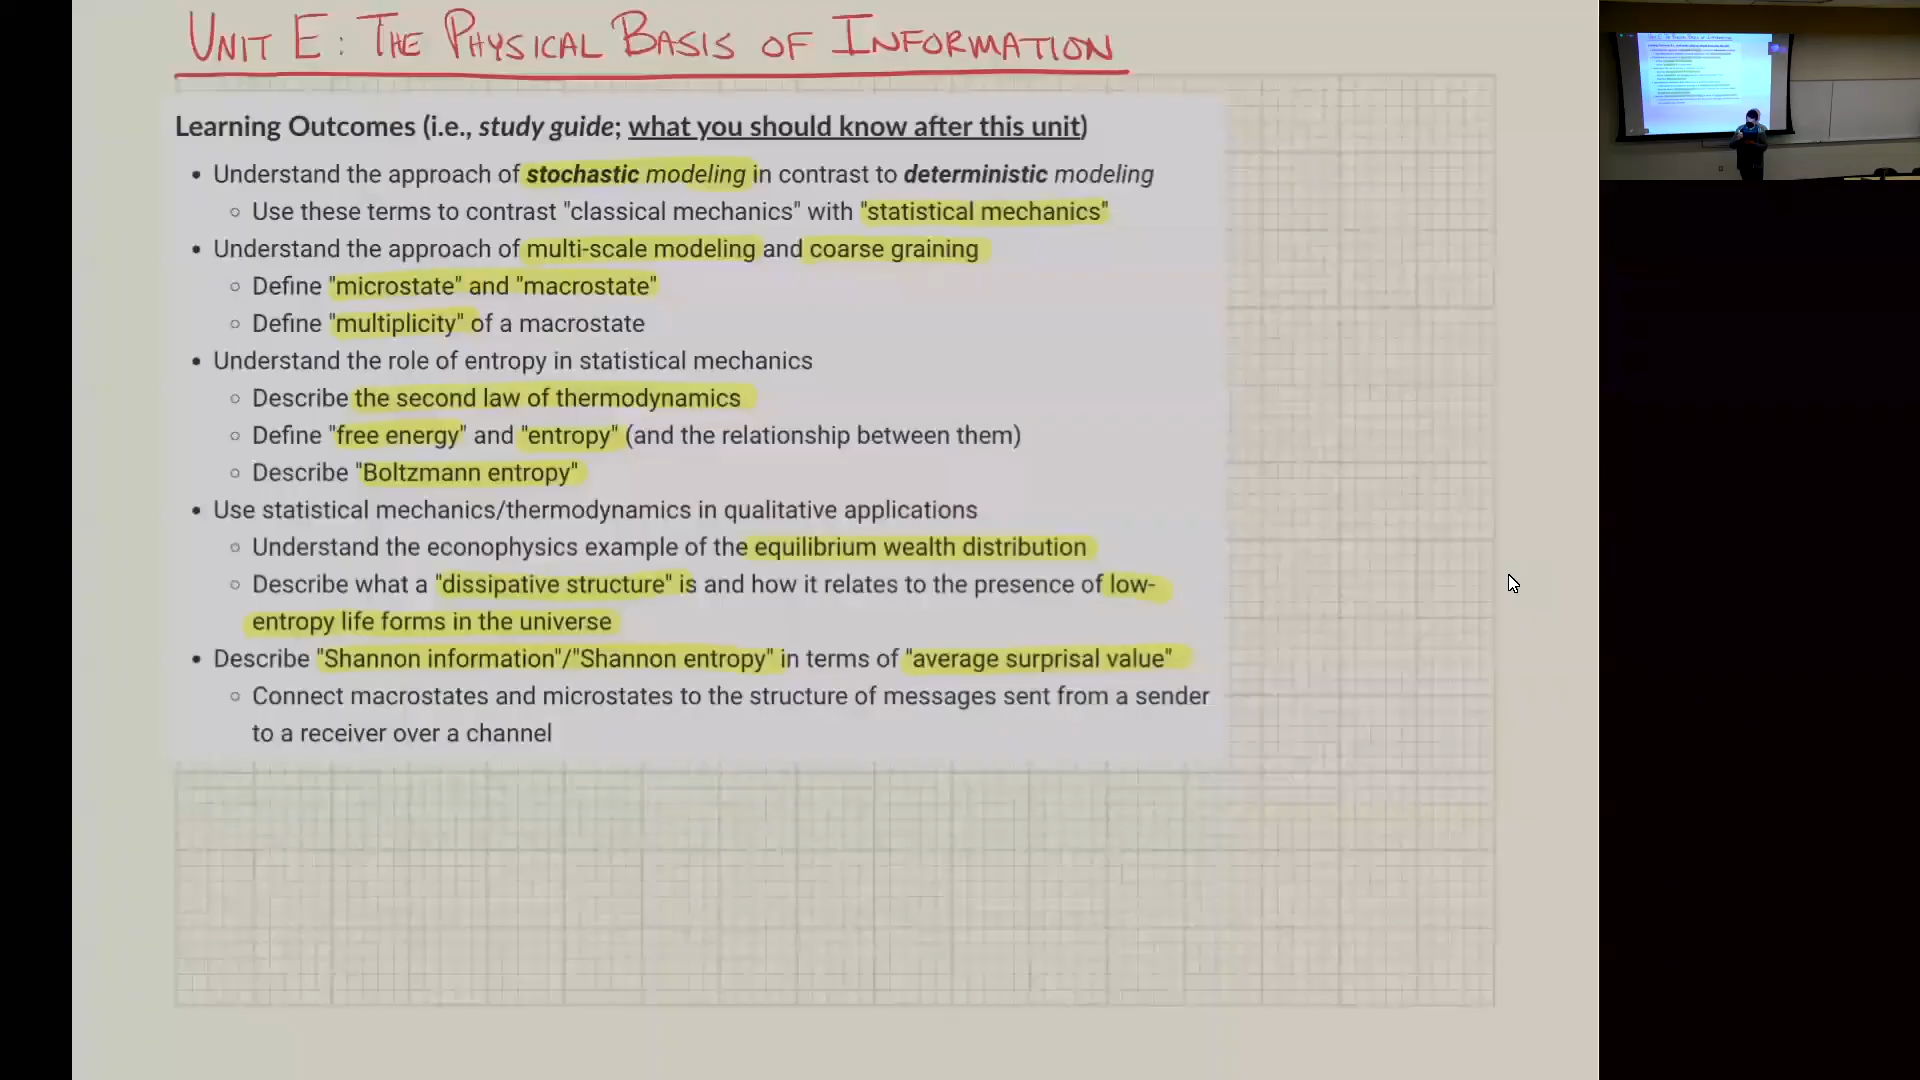 UNIT E: THE PHYSICAL BASIS OF INFORMATION
Learning Outcomes (i.e., study guide; what you should know after this unit)
• Understand the approach of stochastic modeling in contrast to deterministic modeling
○ Use these terms to contrast "classical mechanics" with "statistical mechanics"
• Understand the approach of multi-scale modeling and coarse graining
○ Define "microstate" and "macrostate"
○ Define "multiplicity" of a macrostate
• Understand the role of entropy in statistical mechanics
○ Describe the second law of thermodynamics
○ Define "free energy" and "entropy" (and the relationship between them)
○ Describe "Boltzmann entropy"
• Use statistical mechanics/thermodynamics in qualitative applications
○ Understand the econophysics example of the equilibrium wealth distribution
○ Describe what a "dissipative structure" is and how it relates to the presence of low-
entropy life forms in the universe
• Describe "Shannon information"/"Shannon entropy" in terms of "average surprisal value"
○ Connect macrostates and microstates to the structure of messages sent from a sender
to a receiver over a channel